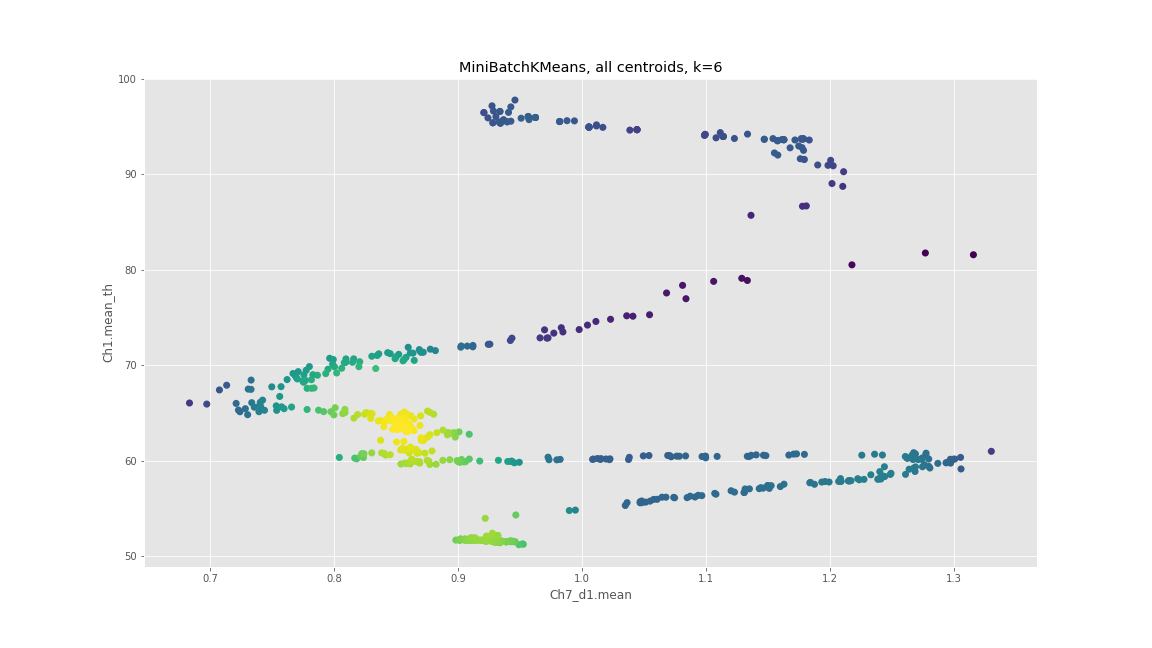 MiniBatchKMeans, all centroids, k=6
100
90
80
70
60
50
Ch1.mean_th
0.7 0.8 0.9 1.0 1.1 1.2 1.3
Ch7_d1.mean